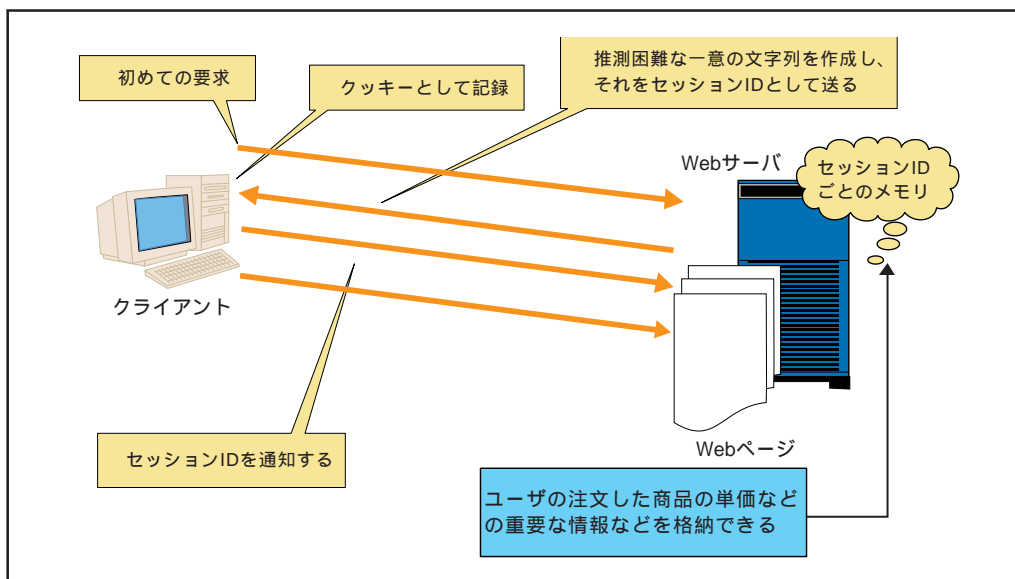 初めての要求
クッキーとして記録
推測困難な一意の文字列を作成し、
それをセッションIDとして送る
Webサーバ
セッションID
ごとのメモリ
クライアント
セッションIDを通知する
Webページ
ユーザの注文した商品の単価など
の重要な情報などを格納できる